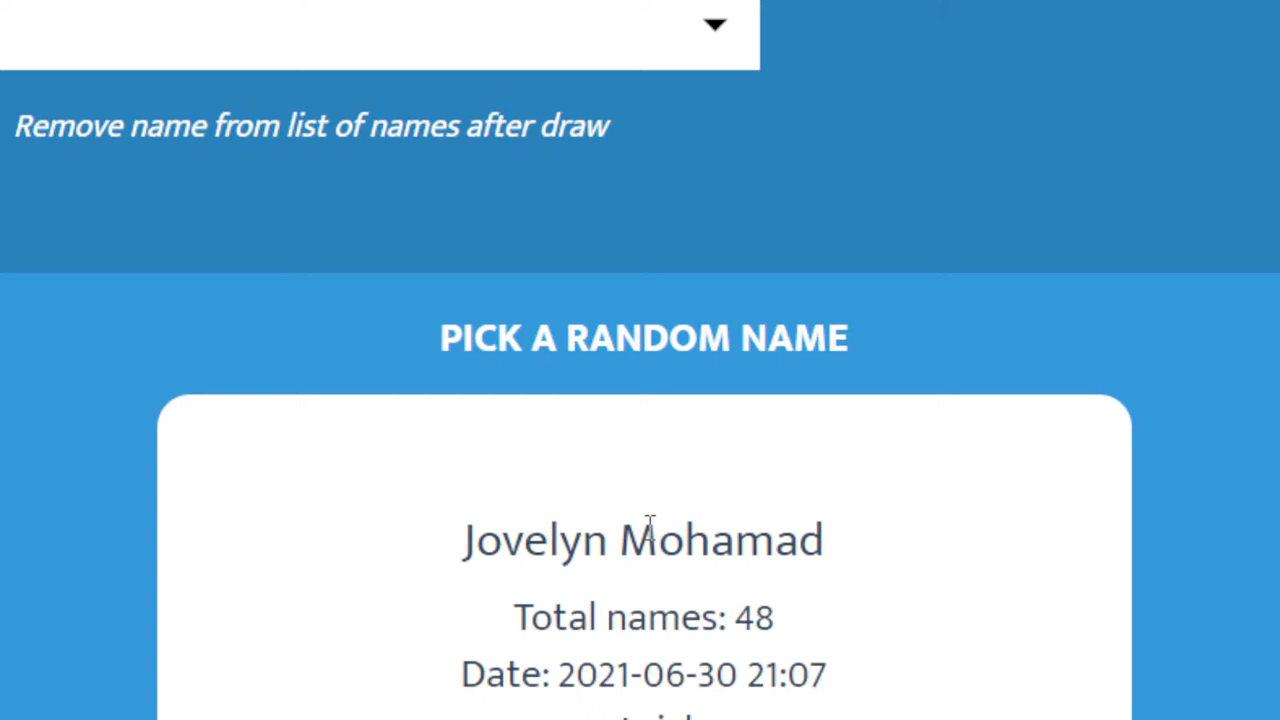 Remove name from list of names after draw
PICK A RANDOM NAME
Jovelyn Mohamad
Total names: 48
Date: 2021-06-30 21:07